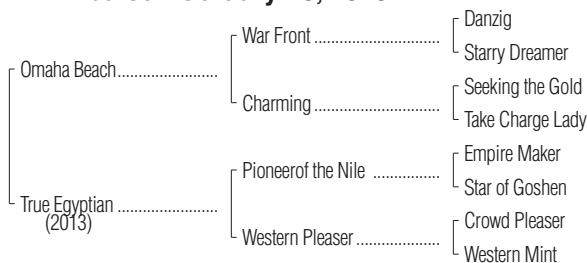 Danzig
War Front
Starry Dreamer
Omaha Beach
Seeking the Gold
Charming
Take Charge Lady
Empire Maker
Pioneerof the Nile
Star of Goshen
True Egyptian
(2013)
Crowd Pleaser
Western Pleaser
Western Mint